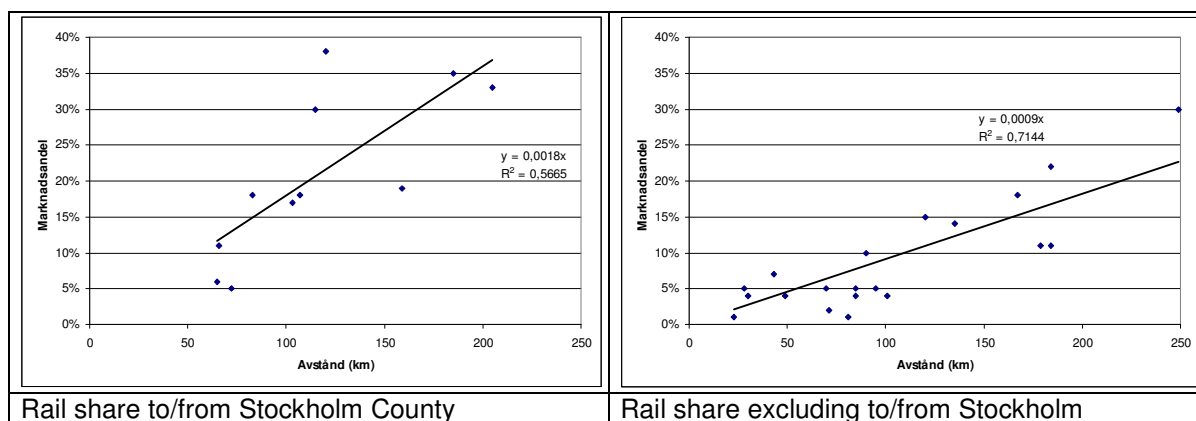 40%
35%
30%
25%
20%
15%
10%
5%
0%
Marknadsandel
y = 0,0018x
R² = 0,5665
0 50 100 150 200 250
Avstånd (km)
Rail share to/from Stockholm County
40%
35%
30%
25%
20%
15%
10%
5%
0%
Marknadsandel
y = 0,0009x
R² = 0,7144
0 50 100 150 200 250
Avstånd (km)
Rail share excluding to/from Stockholm